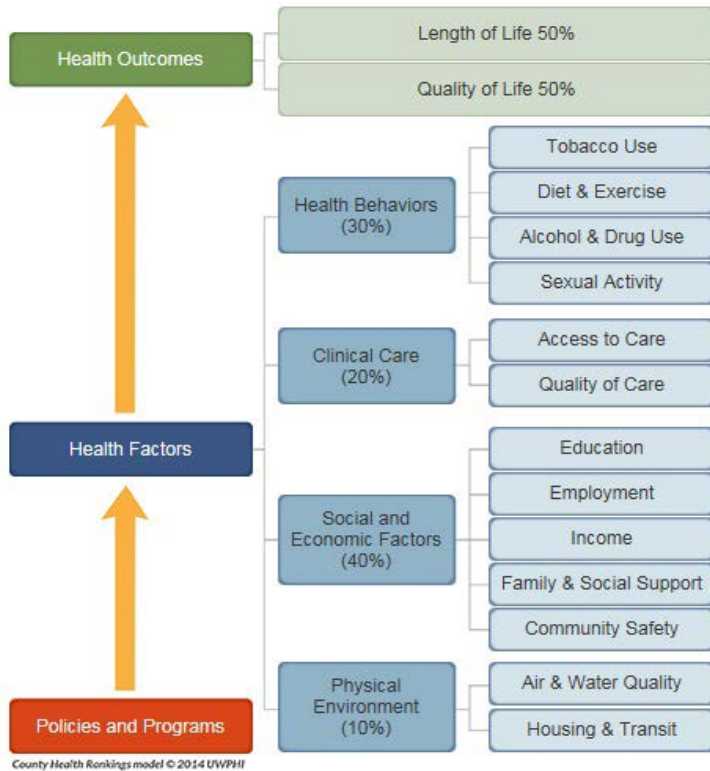 Health Outcomes
Length of Life 50%
Quality of Life 50%
Health Factors
Health Behaviors
(30%)
Tobacco Use
Diet & Exercise
Alcohol & Drug Use
Sexual Activity
Clinical Care
(20%)
Access to Care
Quality of Care
Social and
Economic Factors
(40%)
Education
Employment
Income
Family & Social Support
Community Safety
Physical
Environment
(10%)
Air & Water Quality
Housing & Transit
Policies and Programs
County Health Rankings model © 2014 UWPHI